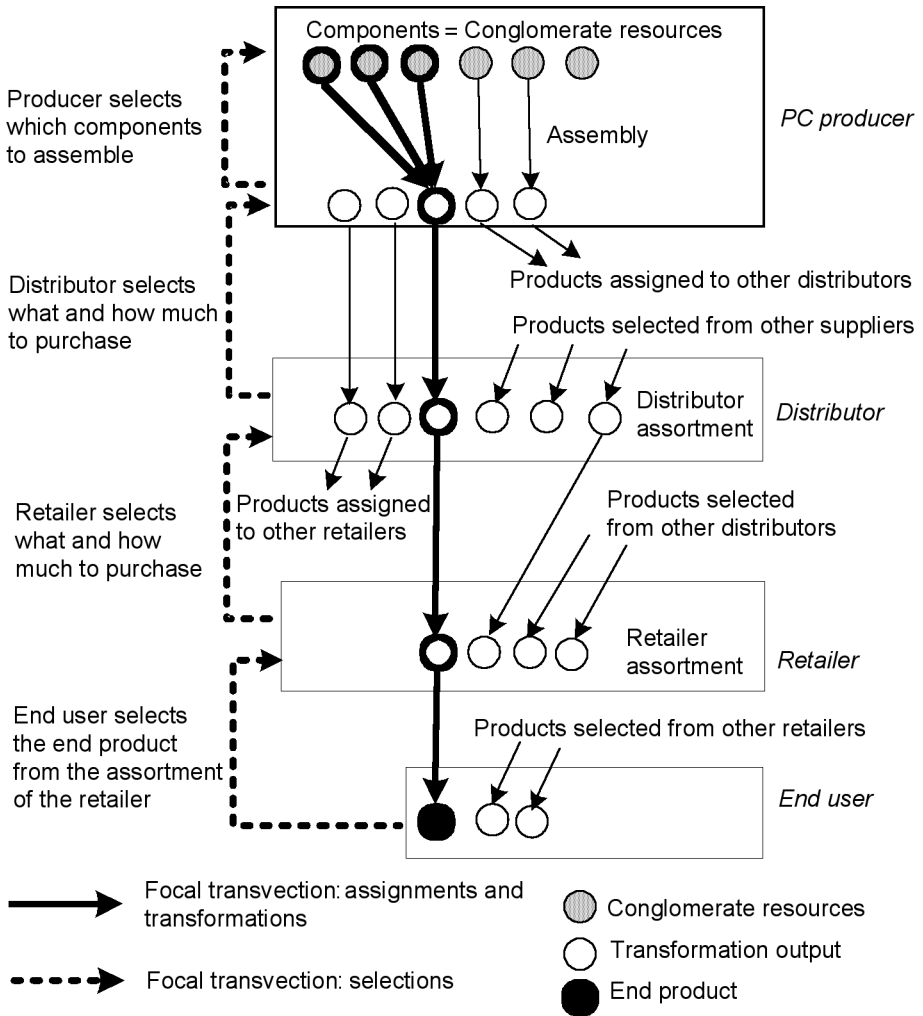 Components = Conglomerate resources
Producer selects
which components
to assemble
Assembly
PC producer
Products assigned to other distributors
Distributor selects
what and how much
to purchase
Products selected from other suppliers
Distributor
assortment
Distributor
Products assigned
to other retailers
Products selected
from other distributors
Retailer selects
what and how
much to purchase
Retailer
assortment
Retailer
End user selects
the end product
from the assortment
of the retailer
Products selected from other retailers
End user
Focal transvection: assignments and
transformations
Focal transvection: selections
Conglomerate resources
Transformation output
End product